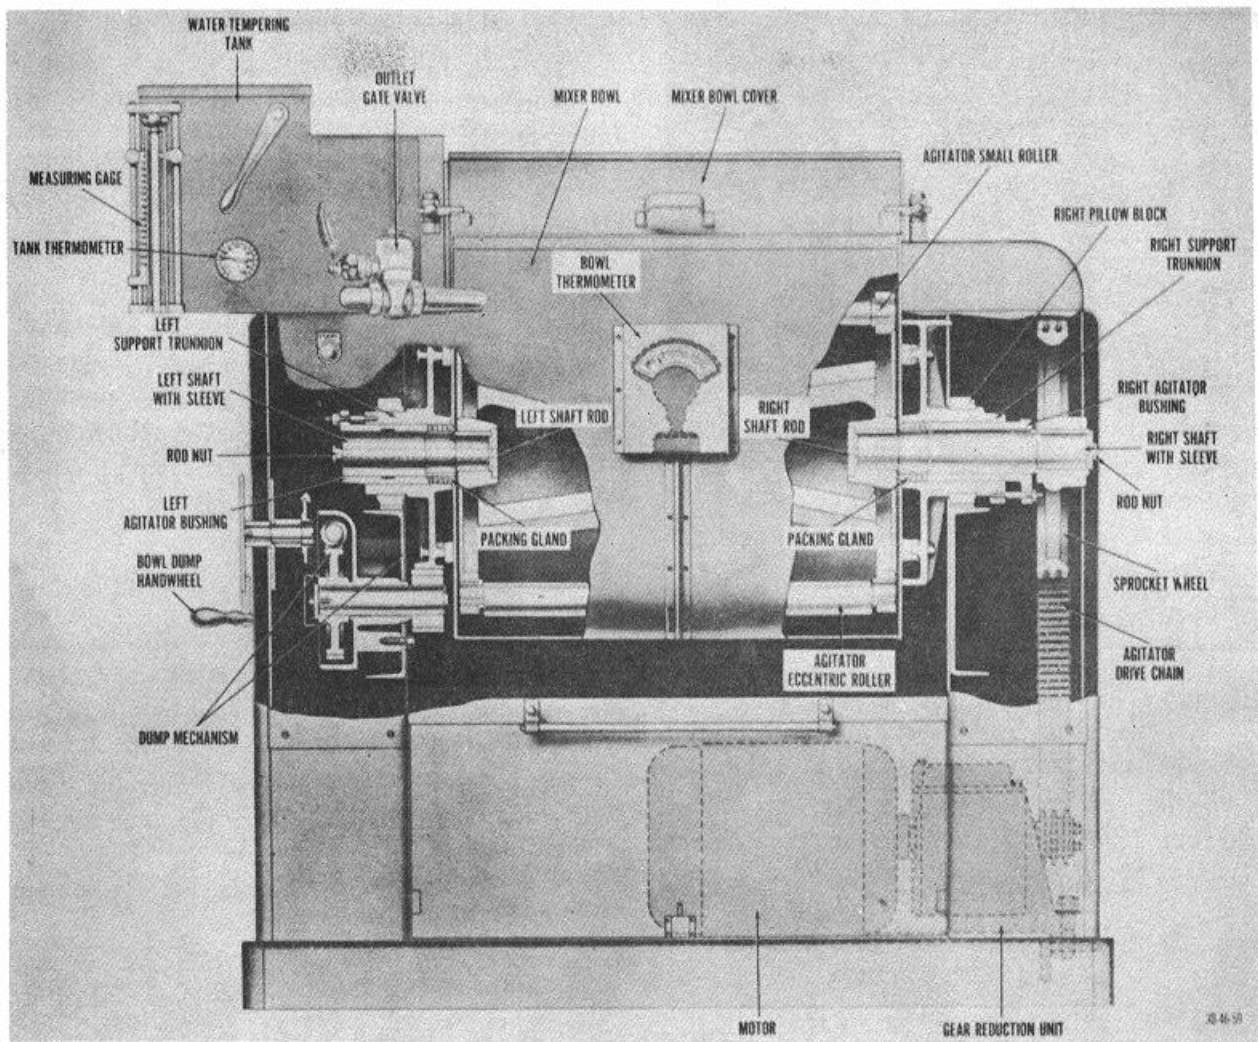 WATER TEMPERING
TANK
OUTLET
GATE VALVE
MIXER BOWL
MIXER BOWL COVER
AGITATOR SMALL ROLLER
MEASURING GAGE
RIGHT PILLOW BLOCK
TANK THERMOMETER
RIGHT SUPPORT
TRUNNION
BOWL
THERMOMETER
LEFT
SUPPORT TRUNNION
LEFT SHAFT
WITH SLEEVE
LEFT SHAFT ROD
RIGHT
SHAFT ROD
RIGHT AGITATOR
BUSHING
ROD NUT
RIGHT SHAFT
WITH SLEEVE
LEFT
AGITATOR BUSHING
ROD NUT
PACKING GLAND
PACKING GLAND
BOWL DUMP
HANDWHEEL
SPROCKET WHEEL
AGITATOR
ECCENTRIC ROLLER
AGITATOR
DRIVE CHAIN
DUMP MECHANISM
MOTOR
GEAR REDUCTION UNIT